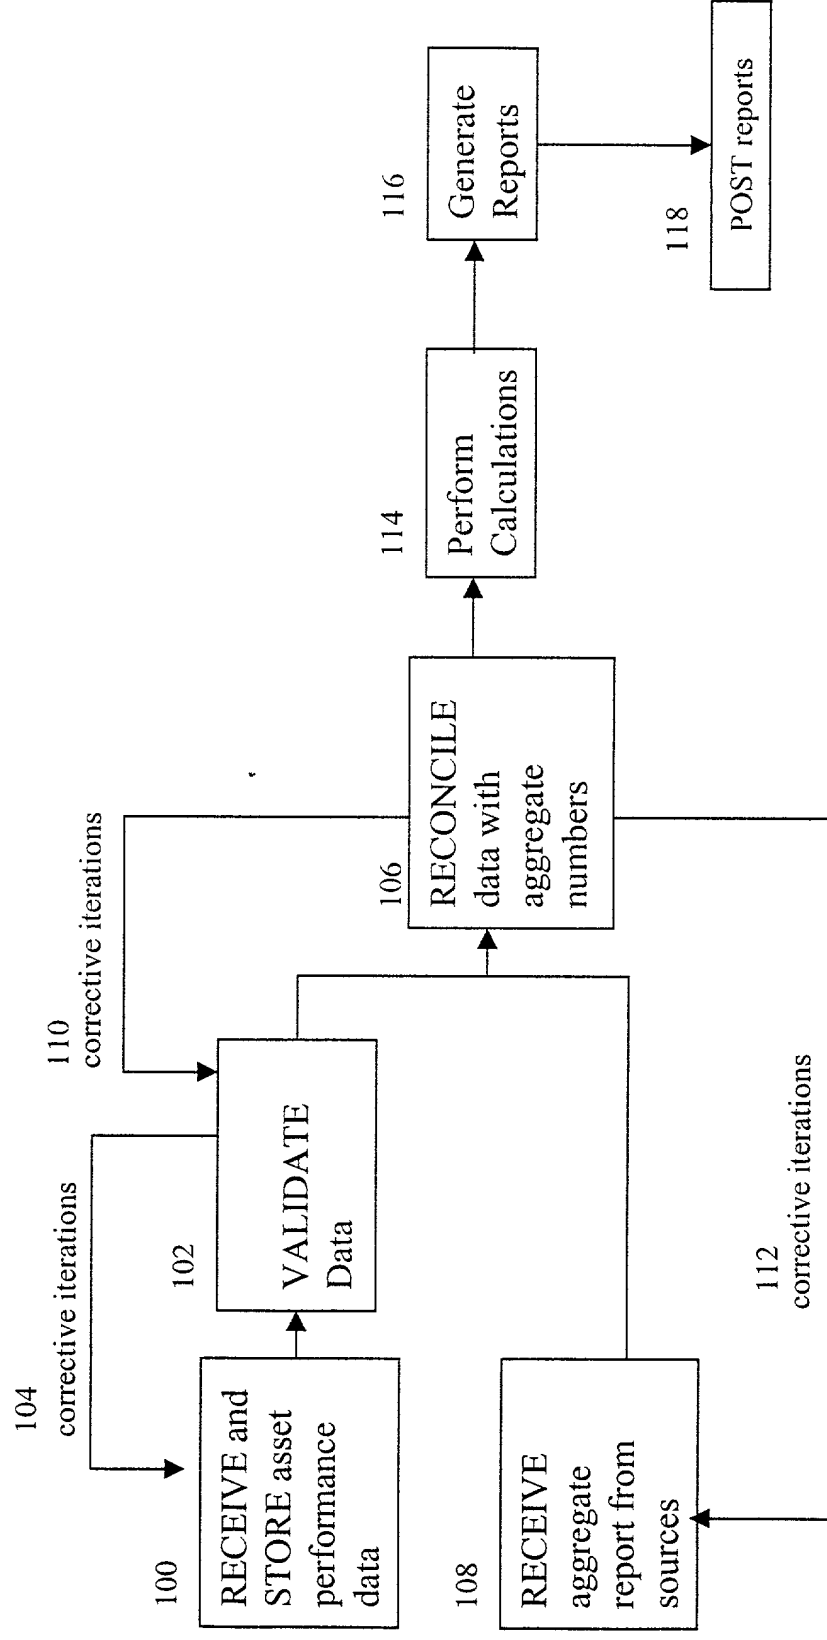 104
corrective iterations
110
corrective iterations
100
RECEIVE and
STORE asset
performance
data
102
VALIDATE
Data
106
RECONCILE
data with
aggregate
numbers
114
Perform
Calculations
116
Generate
Reports
108
RECEIVE
aggregate
report from
sources
112
corrective iterations
118
POST reports